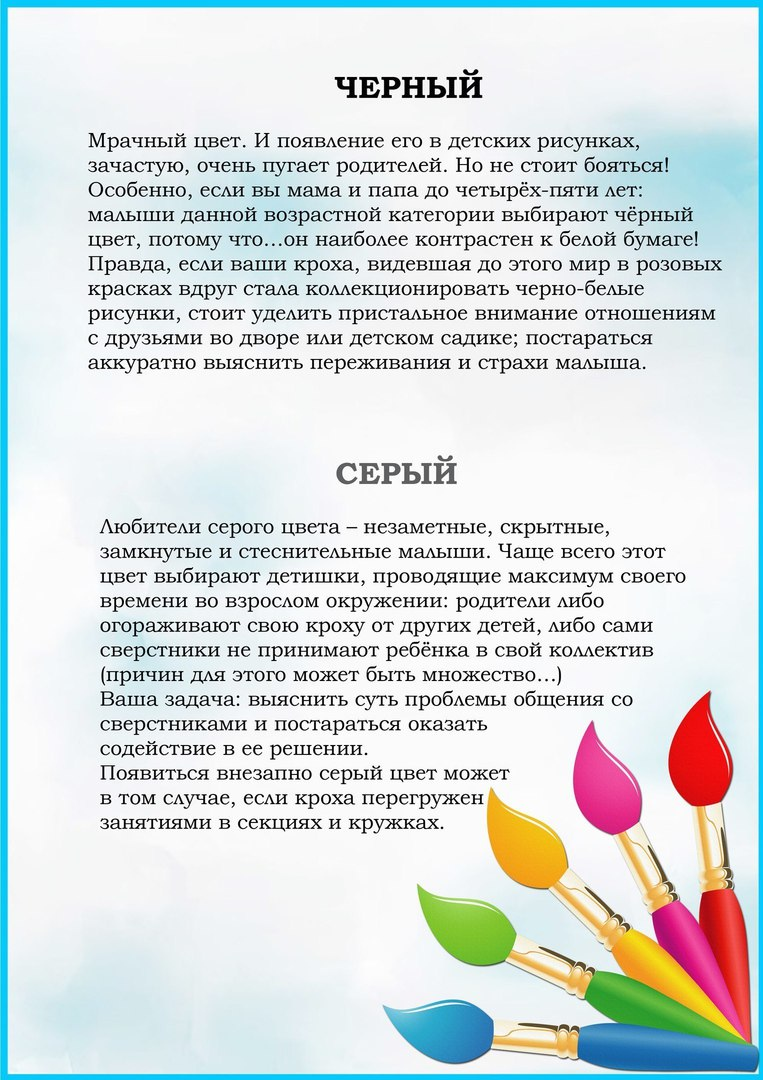 ЧЕРНЫЙ
Мрачный цвет. И появление его в детских рисунках,
зачастую, очень пугает родителей. Но не стоит бояться!
Особенно, если вы мама и папа до четырёх-пяти лет:
малыши данной возрастной категории выбирают чёрный
цвет, потому что…он наиболее контрастен к белой бумаге!
Правда, если ваши кроха, видевшая до этого мир в розовых
красках вдруг стала коллекционировать черно-белые
рисунки, стоит уделить пристальное внимание отношениям
с друзьями во дворе или детском садике; постараться
аккуратно выяснить переживания и страхи малыша.
СЕРЫЙ
Любители серого цвета – незаметные, скрытные,
замкнутые и стеснительные малыши. Чаще всего этот
цвет выбирают детишки, проводящие максимум своего
времени во взрослом окружении: родители либо
огораживают свою кроху от других детей, либо сами
сверстники не принимают ребёнка в свой коллектив
(причин для этого может быть множество…)
Ваша задача: выяснить суть проблемы общения со
сверстниками и постараться оказать
содействие в ее решении.
Появиться внезапно серый цвет может
в том случае, если кроха перегружен
занятиями в секциях и кружках.